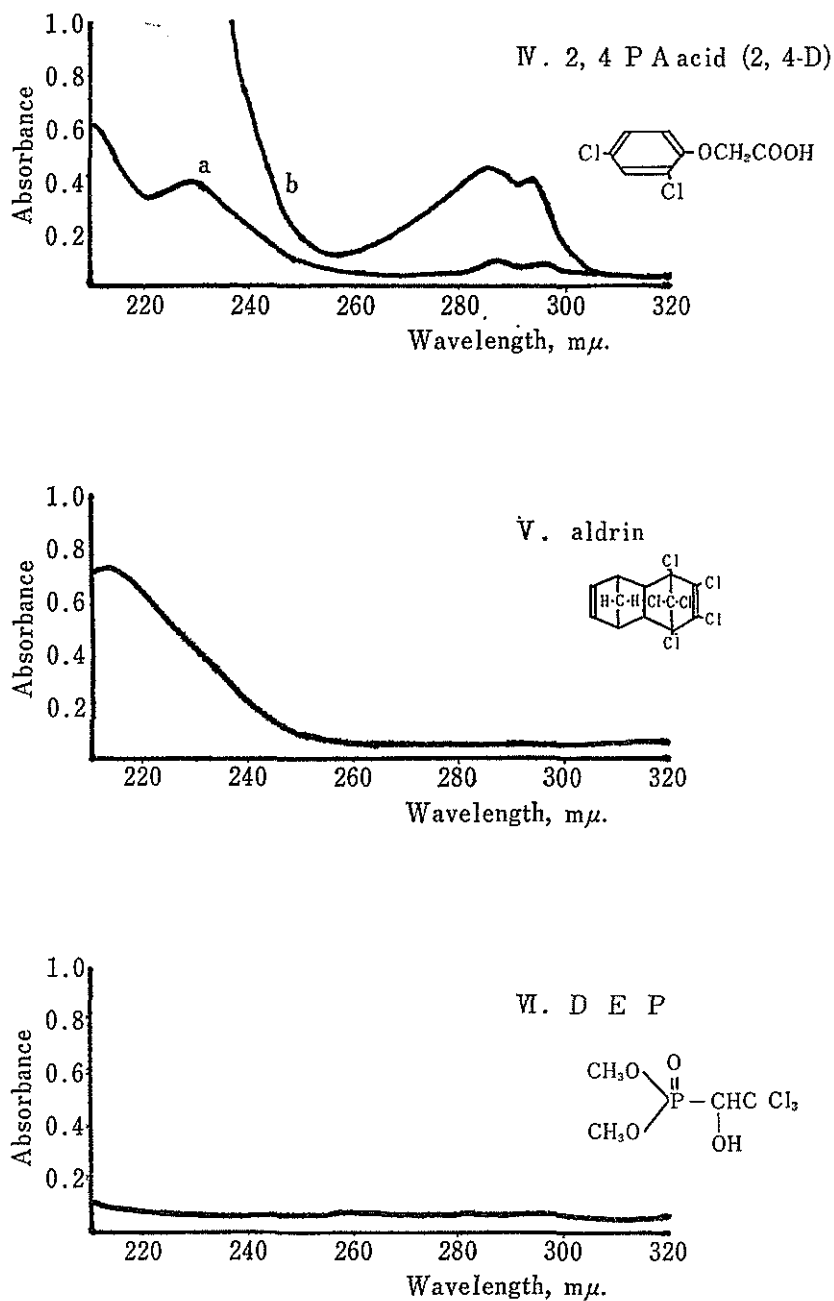 Ⅳ. 2, 4 P A acid (2, 4-D)
Absorbance
1.0
0.8
0.6
0.4
0.2
a
b
Cl
OCH₂COOH
Cl
220 240 260 280 300 320
Wavelength, mμ.
Ⅴ. aldrin
Absorbance
1.0
0.8
0.6
0.4
0.2
Cl
Cl
H-C-H Cl-C-Cl
Cl
Cl
220 240 260 280 300 320
Wavelength, mμ.
Ⅵ. D E P
Absorbance
1.0
0.8
0.6
0.4
0.2
O
CH₃O
P-CHC Cl₃
CH₃O
OH
220 240 260 280 300 320
Wavelength, mμ.